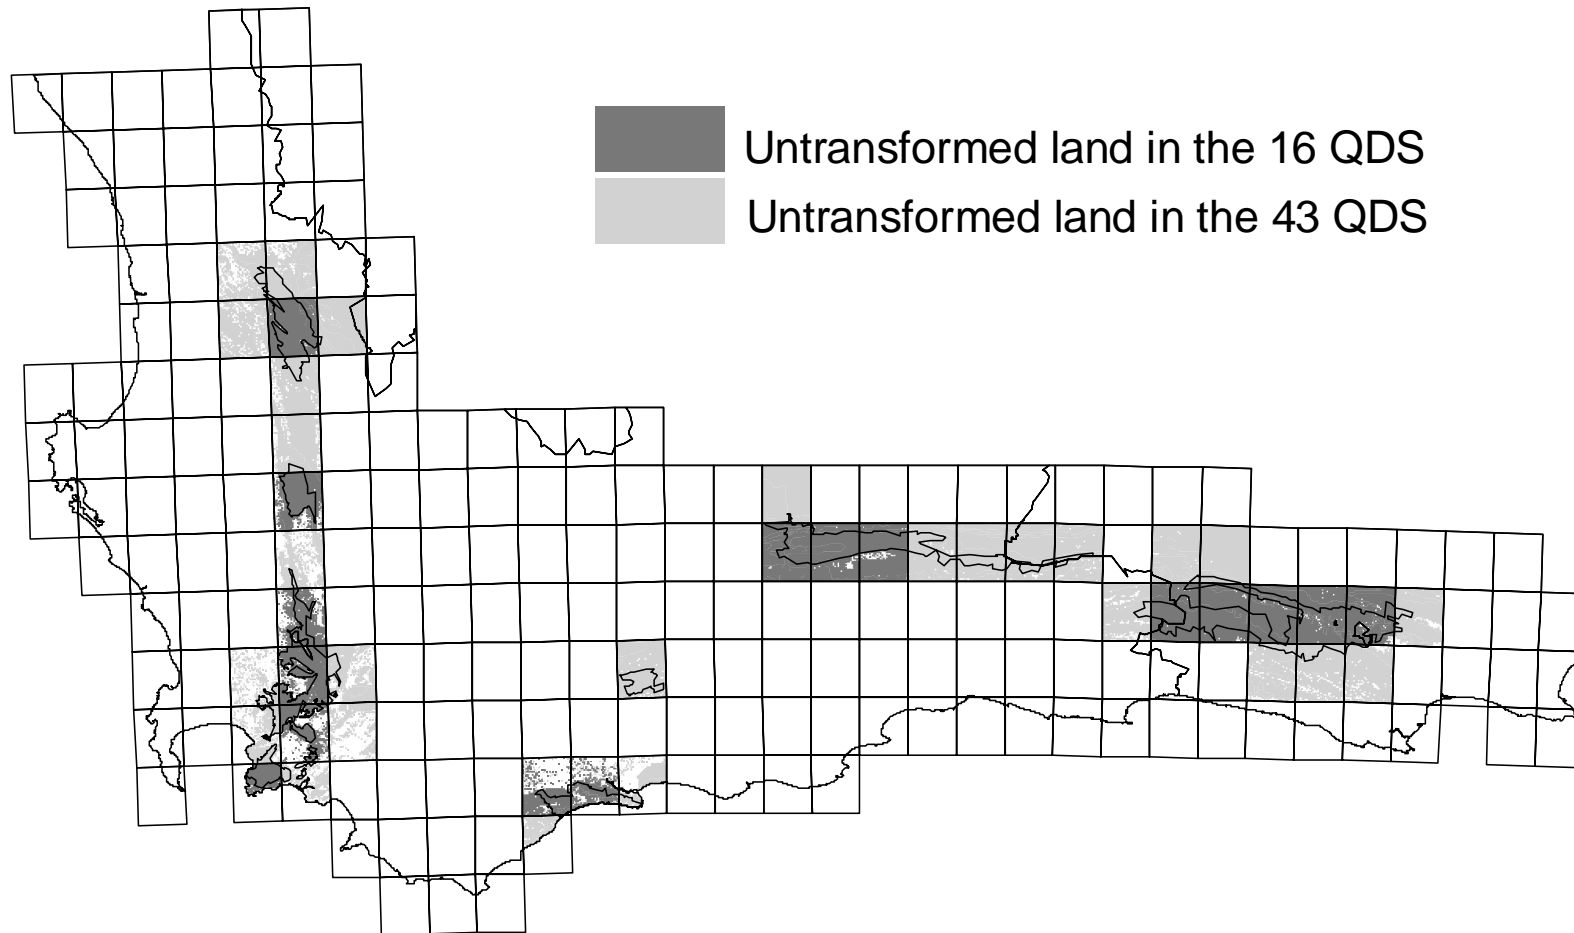 Untransformed land in the 16 QDS
Untransformed land in the 43 QDS